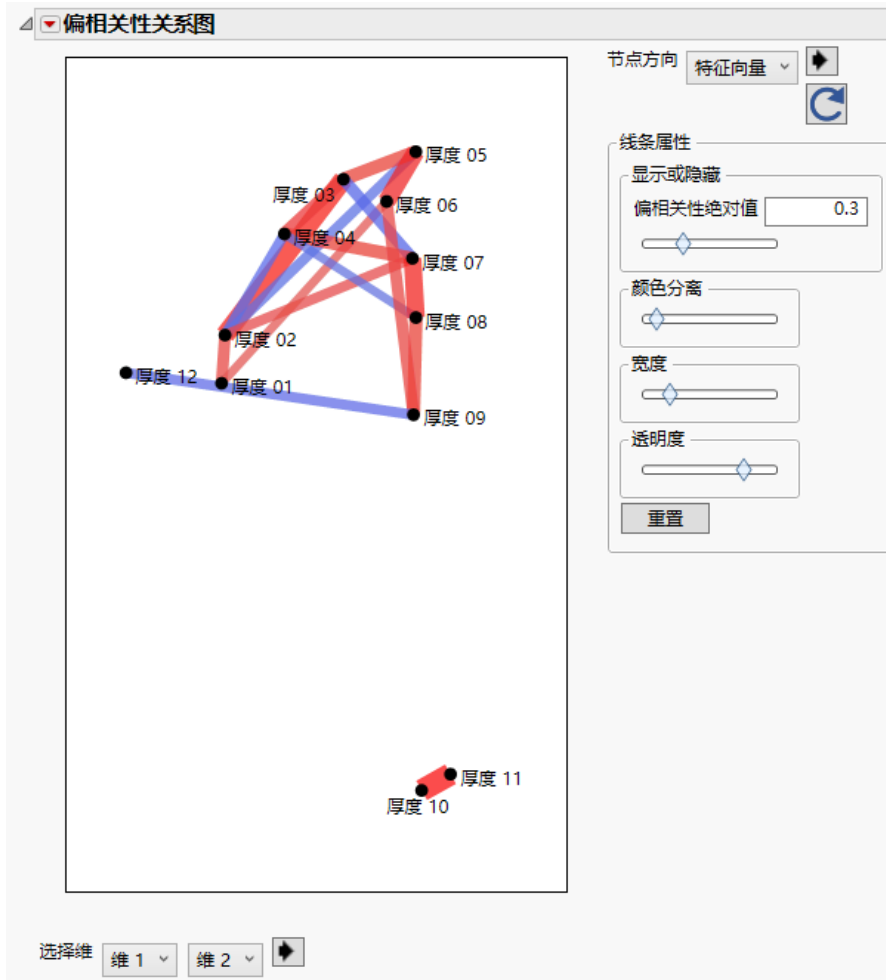 偏相关性关系图
节点方向 特征向量
线条属性
显示或隐藏
偏相关性绝对值 0.3
颜色分离
宽度
透明度
重置
厚度 05
厚度 03
厚度 06
厚度 04
厚度 07
厚度 08
厚度 02
厚度 12
厚度 01
厚度 09
厚度 11
厚度 10
选择维 维 1 维 2